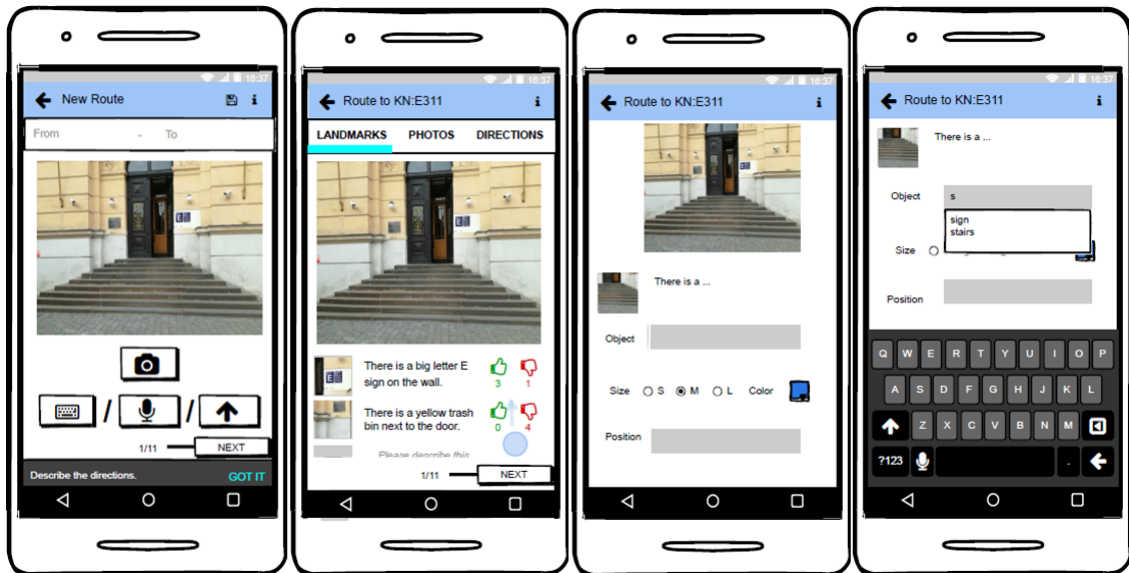 16:37
New Route
i
From - To
E
/ /
1/11 NEXT
Describe the directions. GOT IT
16:37
Route to KN:E311
i
LANDMARKS PHOTOS DIRECTIONS
E
There is a big letter E
sign on the wall.
3 1
There is a yellow trash
bin next to the door.
0 4
Please describe this
1/11 NEXT
16:37
Route to KN:E311
i
There is a ...
Object
Size S M L Color
Position
16:37
Route to KN:E311
i
There is a ...
Object s
sign
stairs
Size
Position
Q W E R T Y U I O P
A S D F G H J K L
Z X C V B N M
?123 .